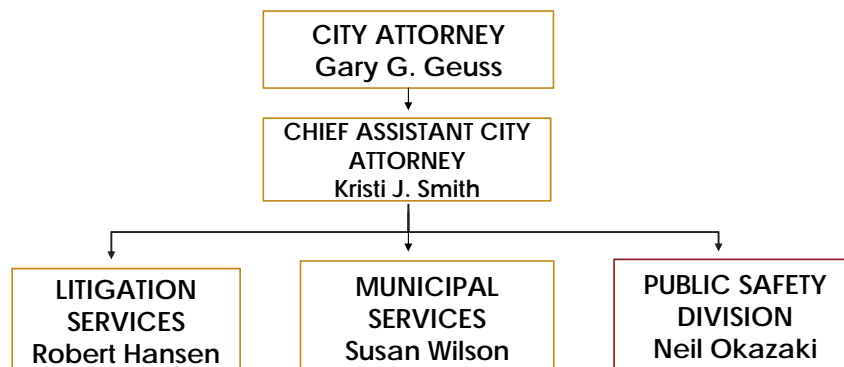 CITY ATTORNEY
Gary G. Geuss
CHIEF ASSISTANT CITY
ATTORNEY
Kristi J. Smith
LITIGATION
SERVICES
Robert Hansen
MUNICIPAL
SERVICES
Susan Wilson
PUBLIC SAFETY
DIVISION
Neil Okazaki